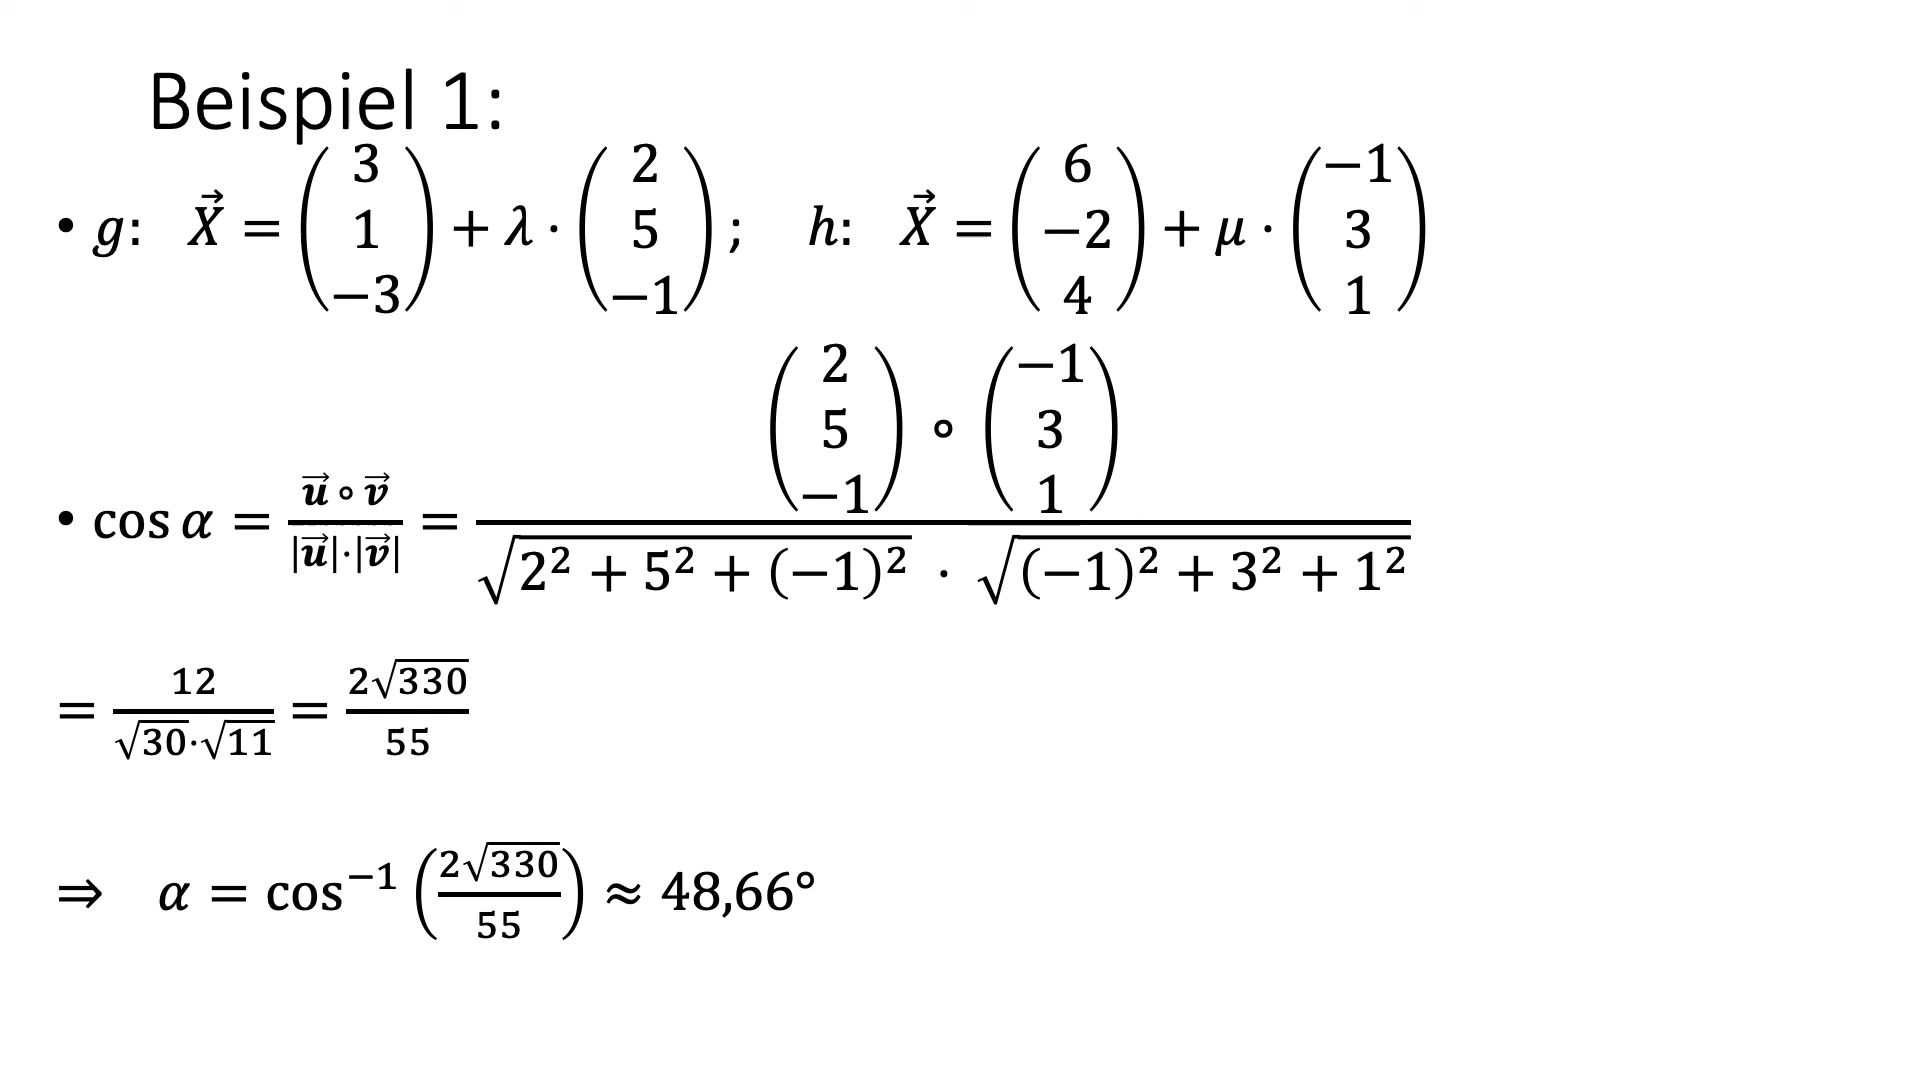 Beispiel 1:
• g: X⃗ = (3 1 −3) + λ · (2 5 −1) ; h: X⃗ = (6 −2 4) + μ · (−1 3 1)
• cos α = (u⃗ ∘ v⃗)/(|u⃗|·|v⃗|) = ((2 5 −1) ∘ (−1 3 1))/(√(2² + 5² + (−1)²) · √((−1)² + 3² + 1²))
= 12/(√30·√11) = 2√330/55
⇒ α = cos⁻¹(2√330/55) ≈ 48,66°